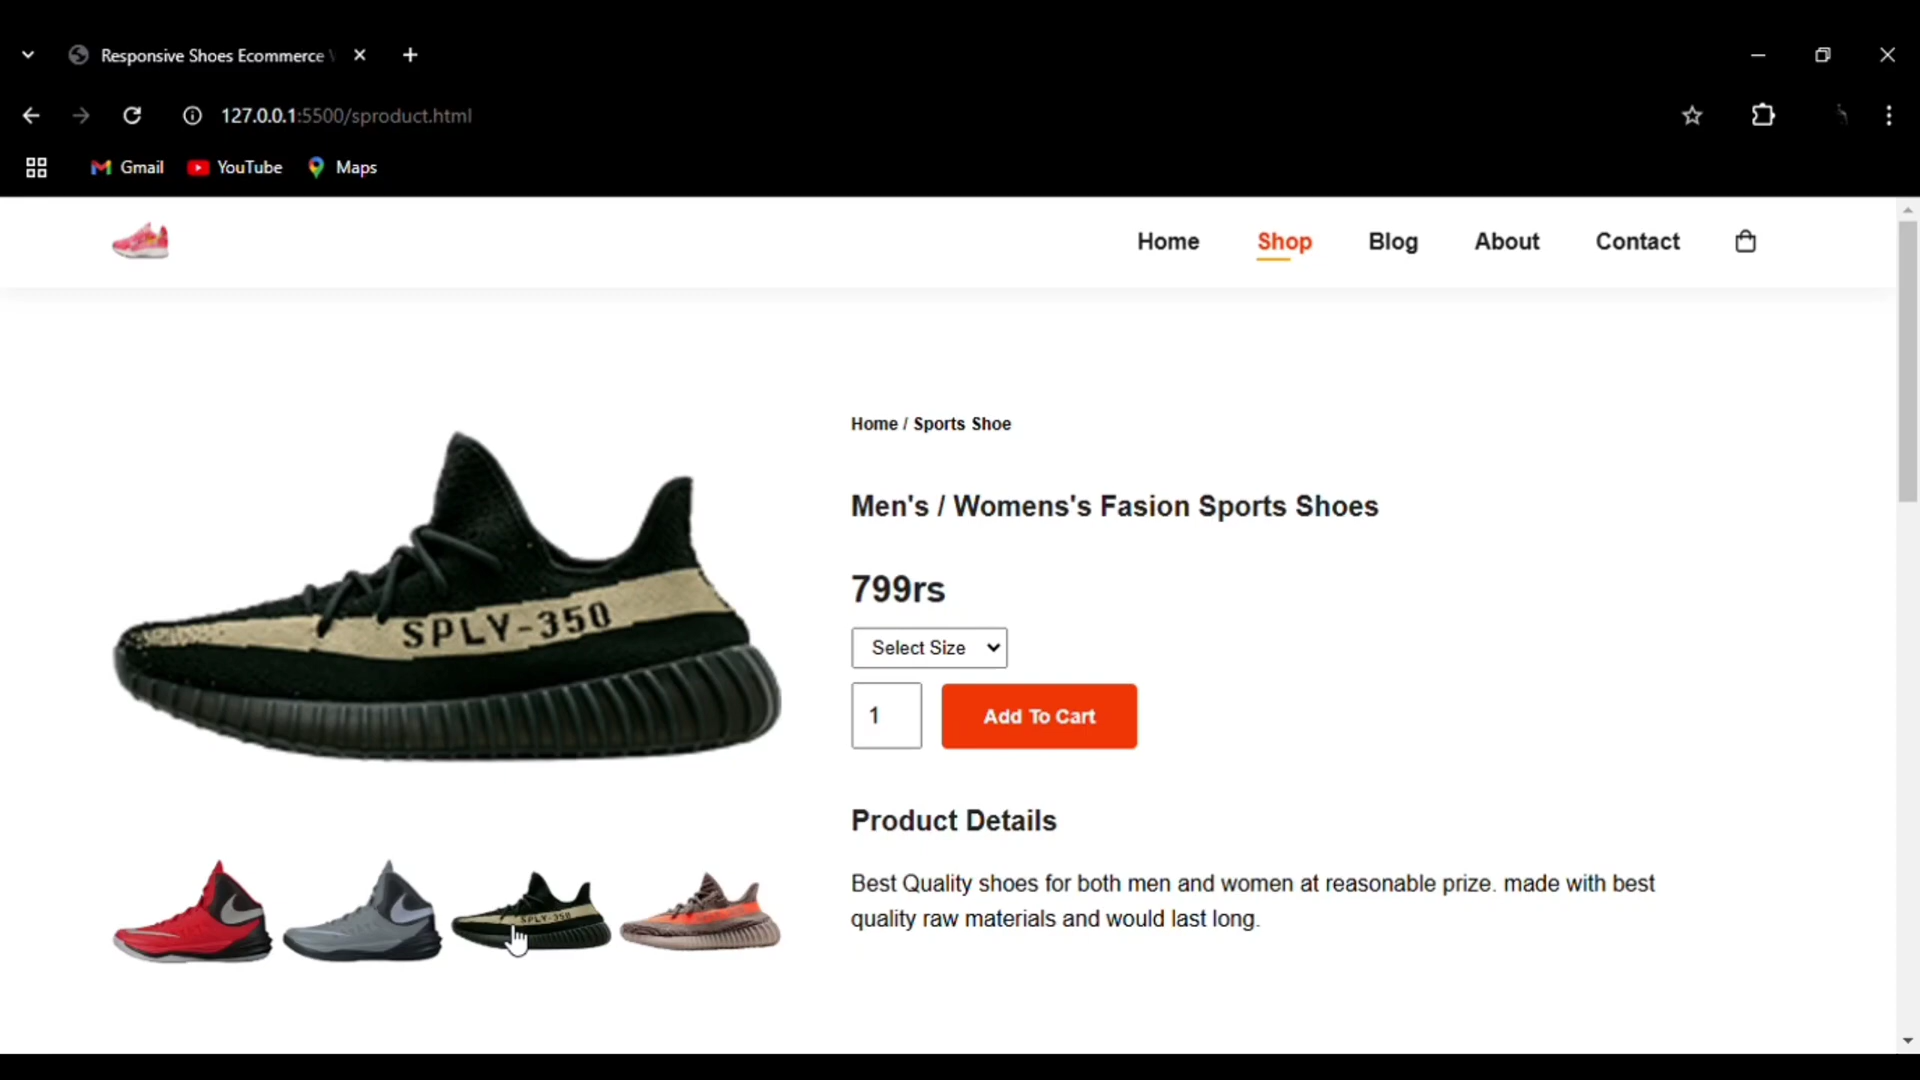 Responsive Shoes Ecommerce
127.0.0.1:5500/sproduct.html
Gmail YouTube Maps
Home Shop Blog About Contact
Home / Sports Shoe
Men's / Womens's Fasion Sports Shoes
799rs
Select Size
1 Add To Cart
SPLY-350
SPLY-350
Product Details
Best Quality shoes for both men and women at reasonable prize. made with best
quality raw materials and would last long.